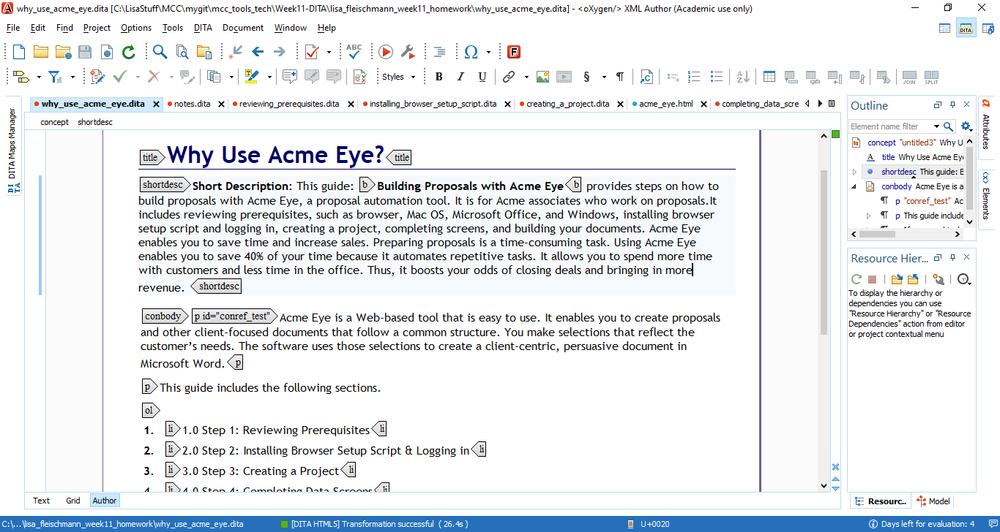 why_use_acme_eye.dita [C:\LisaStuff\MCC\mygit\mcc_tools_tech\Week11-DITA\lisa_fleischmann_week11_homework\why_use_acme_eye.dita] - <oXygen/> XML Author (Academic use only)
File Edit Find Project Options Tools DITA Document Window Help
DITA
ABC
Styles B I U § ¶ JOIN SPLIT
why_use_acme_eye.dita notes.dita reviewing_prerequisites.dita installing_browser_setup_script.dita creating_a_project.dita acme_eye.html completing_data_scre
concept shortdesc
DITA Maps Manager
title Why Use Acme Eye? title
shortdesc Short Description: This guide: b Building Proposals with Acme Eye b provides steps on how to
build proposals with Acme Eye, a proposal automation tool. It is for Acme associates who work on proposals.It
includes reviewing prerequisites, such as browser, Mac OS, Microsoft Office, and Windows, installing browser
setup script and logging in, creating a project, completing screens, and building your documents. Acme Eye
enables you to save time and increase sales. Preparing proposals is a time-consuming task. Using Acme Eye
enables you to save 40% of your time because it automates repetitive tasks. It allows you to spend more time
with customers and less time in the office. Thus, it boosts your odds of closing deals and bringing in more
revenue. shortdesc
conbody p id="conref_test" Acme Eye is a Web-based tool that is easy to use. It enables you to create proposals
and other client-focused documents that follow a common structure. You make selections that reflect the
customer’s needs. The software uses those selections to create a client-centric, persuasive document in
Microsoft Word. p
p This guide includes the following sections.
ol
1. li 1.0 Step 1: Reviewing Prerequisites li
2. li 2.0 Step 2: Installing Browser Setup Script & Logging in li
3. li 3.0 Step 3: Creating a Project li
4. li 4.0 Step 4: Completing Data Screens li
Text Grid Author
Outline
Element name filter
concept "untitled3" Why U
title Why Use Acme Eye
shortdesc This guide: B
conbody Acme Eye is a
¶ p "conref_test" Ac
¶ p This guide include
Attributes
Elements
Resource Hier...
To display the hierarchy or
dependencies you can use
"Resource Hierarchy" or "Resource
Dependencies" action from editor
or project contextual menu
Resourc.. Model
C:\...\lisa_fleischmann_week11_homework\why_use_acme_eye.dita [DITA HTML5] Transformation successful ( 26.4s ) U+0020 Days left for evaluation: 4